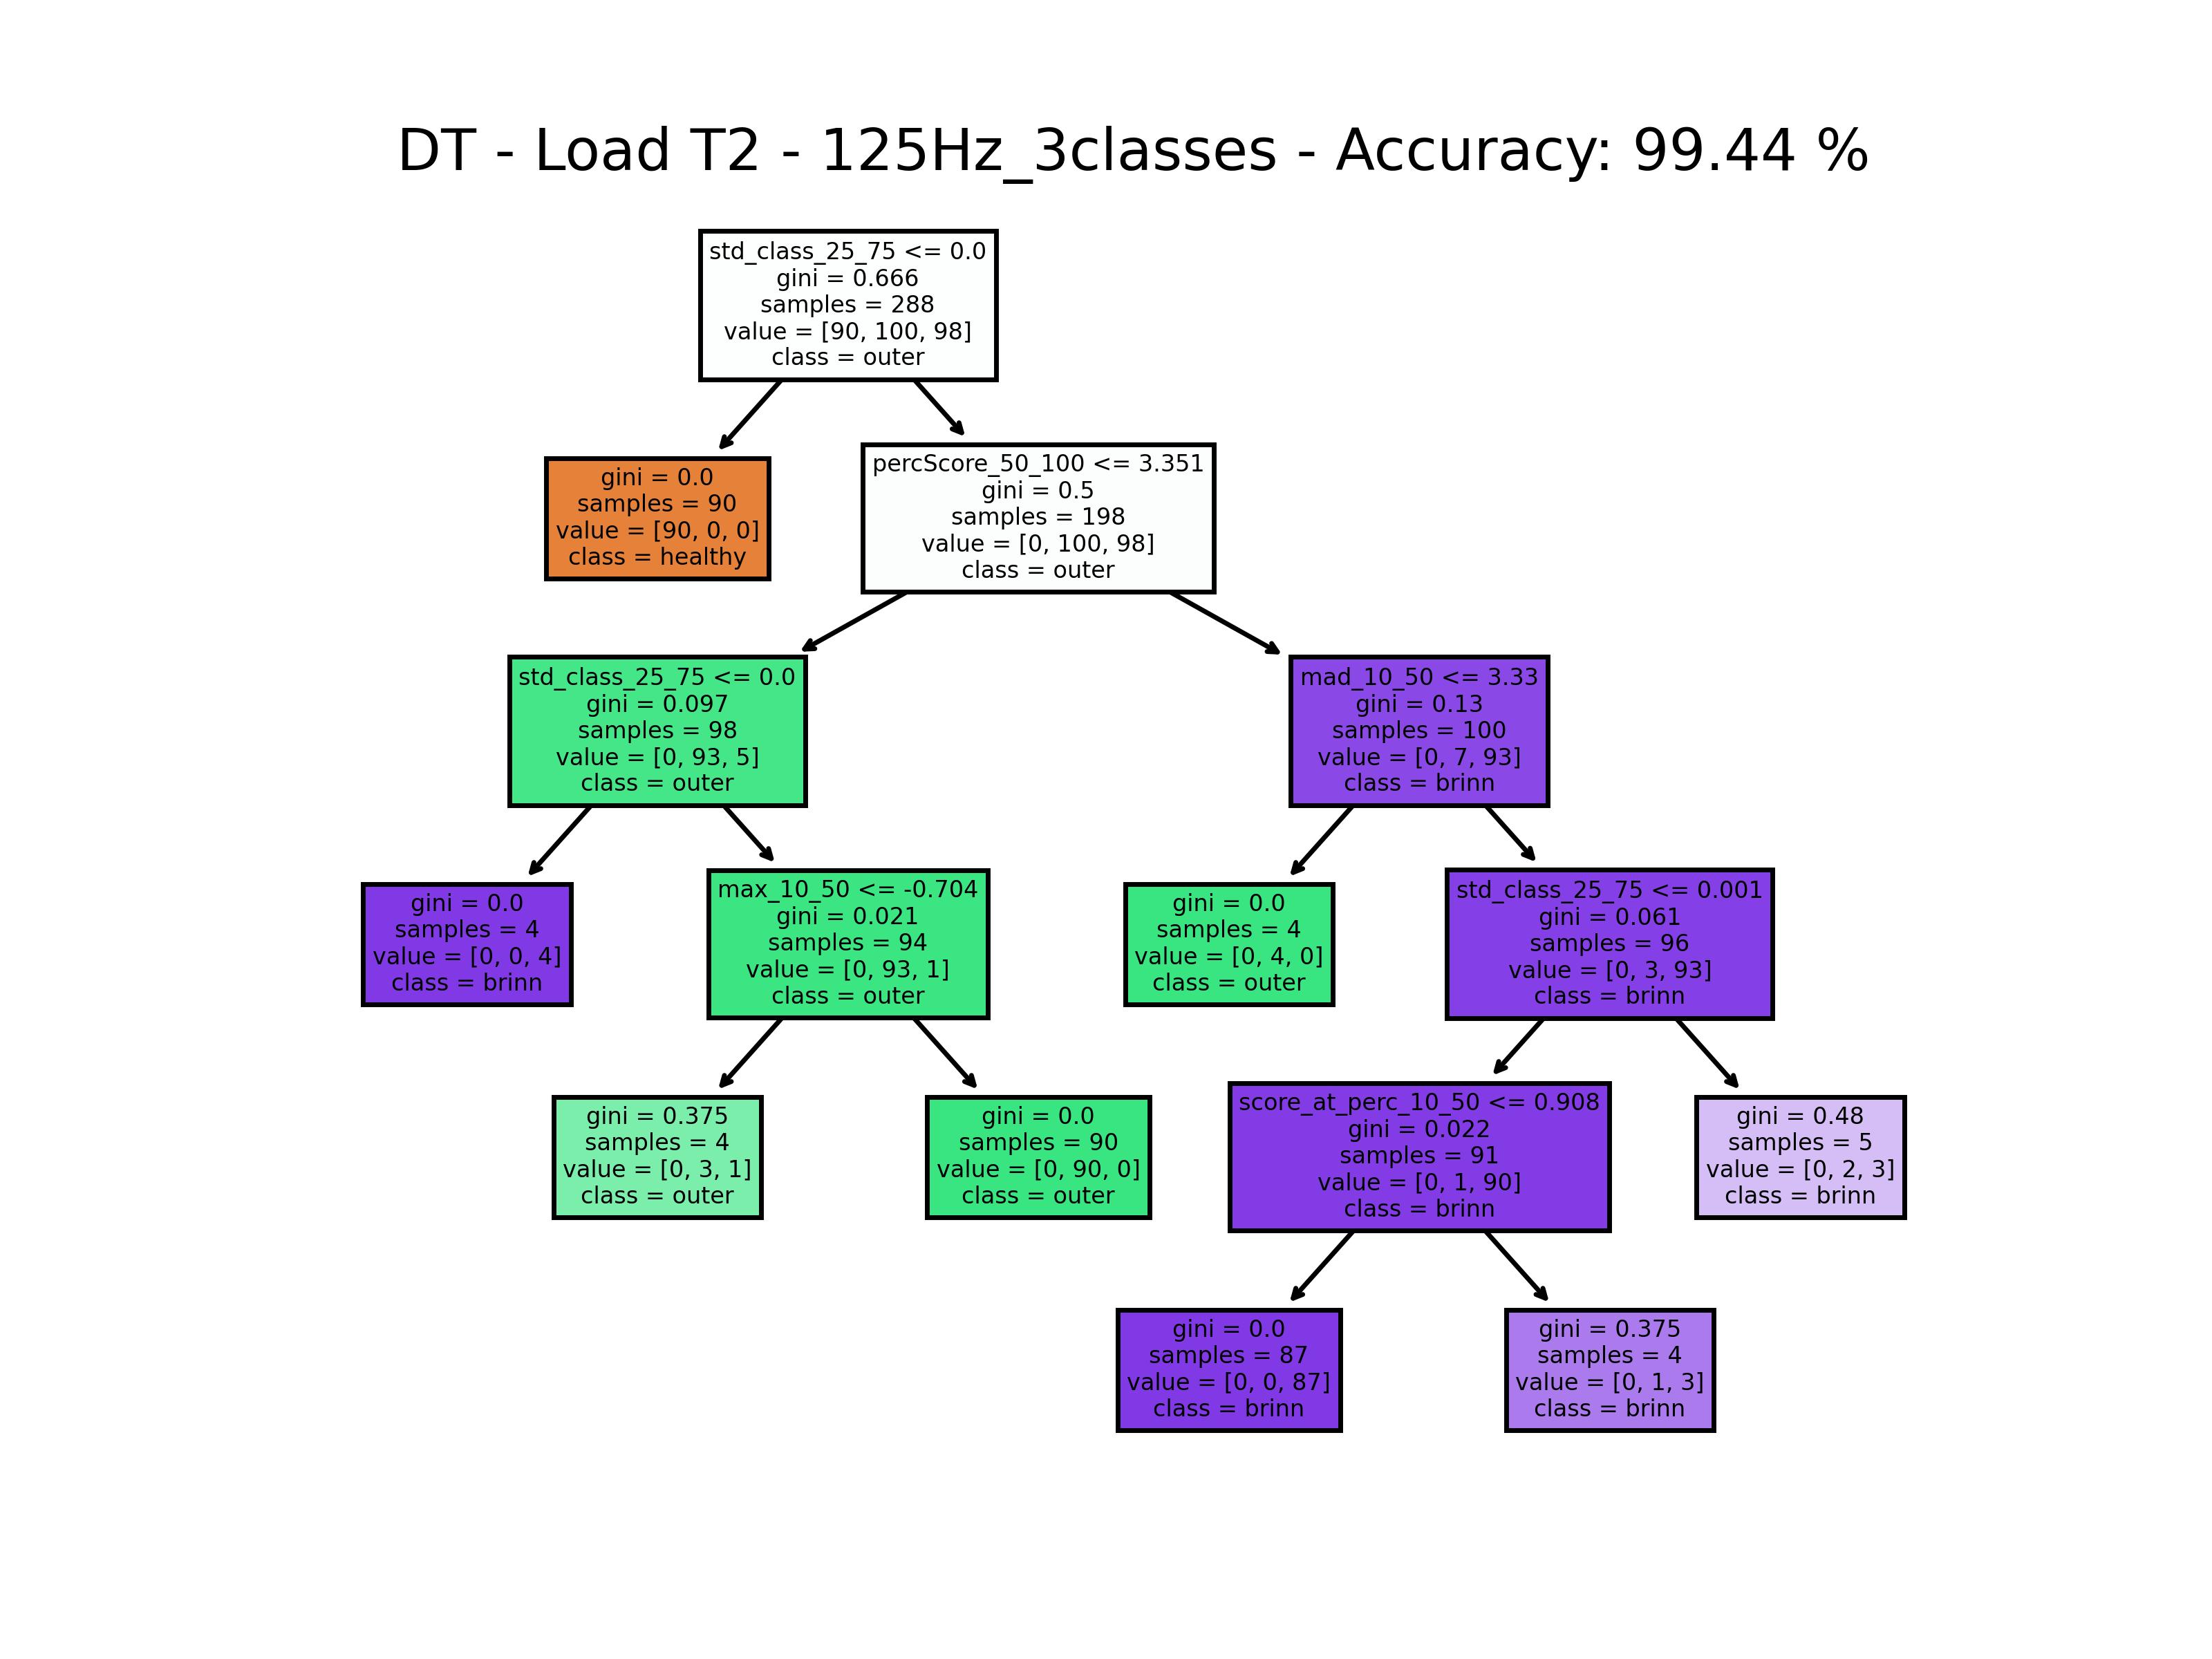 DT - Load T2 - 125Hz_3classes - Accuracy: 99.44 %
std_class_25_75 <= 0.0
gini = 0.666
samples = 288
value = [90, 100, 98]
class = outer
gini = 0.0
samples = 90
value = [90, 0, 0]
class = healthy
percScore_50_100 <= 3.351
gini = 0.5
samples = 198
value = [0, 100, 98]
class = outer
std_class_25_75 <= 0.0
gini = 0.097
samples = 98
value = [0, 93, 5]
class = outer
mad_10_50 <= 3.33
gini = 0.13
samples = 100
value = [0, 7, 93]
class = brinn
gini = 0.0
samples = 4
value = [0, 0, 4]
class = brinn
max_10_50 <= -0.704
gini = 0.021
samples = 94
value = [0, 93, 1]
class = outer
gini = 0.0
samples = 4
value = [0, 4, 0]
class = outer
std_class_25_75 <= 0.001
gini = 0.061
samples = 96
value = [0, 3, 93]
class = brinn
gini = 0.375
samples = 4
value = [0, 3, 1]
class = outer
gini = 0.0
samples = 90
value = [0, 90, 0]
class = outer
score_at_perc_10_50 <= 0.908
gini = 0.022
samples = 91
value = [0, 1, 90]
class = brinn
gini = 0.48
samples = 5
value = [0, 2, 3]
class = brinn
gini = 0.0
samples = 87
value = [0, 0, 87]
class = brinn
gini = 0.375
samples = 4
value = [0, 1, 3]
class = brinn